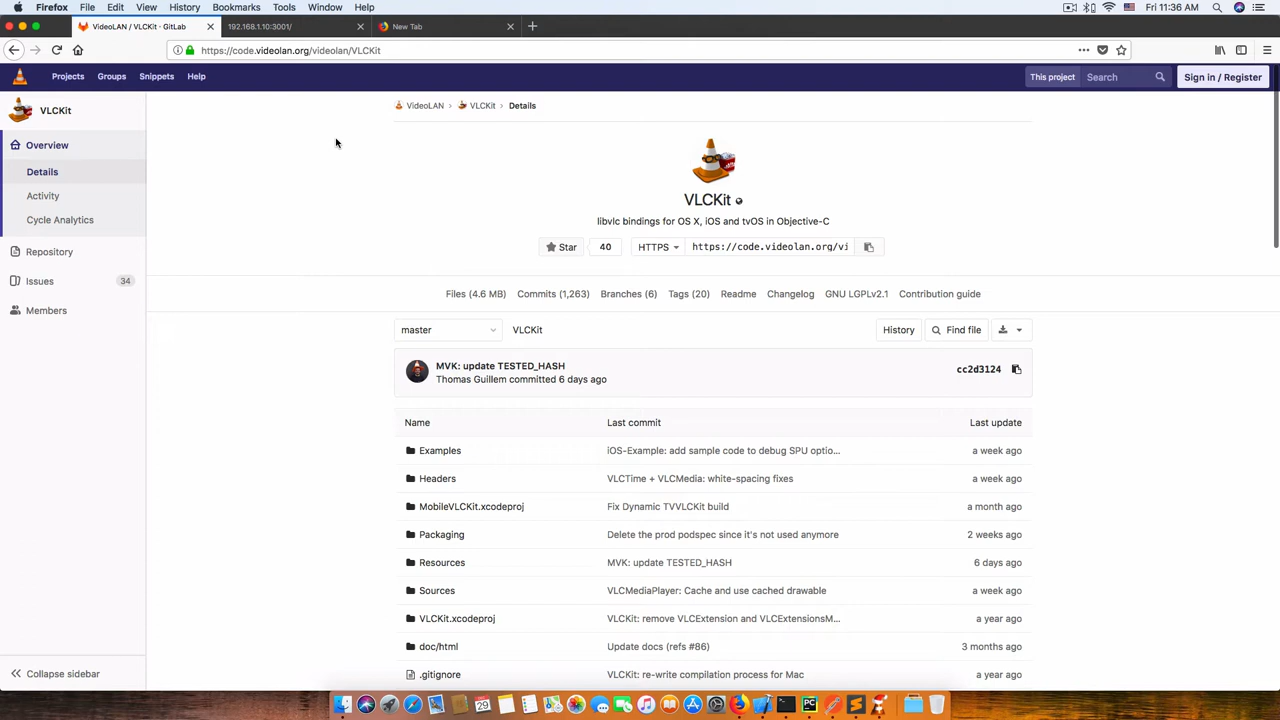 Firefox File Edit View History Bookmarks Tools Window Help Fri 11:36 AM
VideoLAN / VLCKit · GitLab 192.168.1.10:3001/ New Tab
https://code.videolan.org/videolan/VLCKit
Projects Groups Snippets Help This project Search Sign in / Register
VLCKit
Overview
Details
Activity
Cycle Analytics
Repository
Issues 34
Members
Collapse sidebar
VideoLAN > VLCKit > Details
VLCKit
libvlc bindings for OS X, iOS and tvOS in Objective-C
Star 40 HTTPS https://code.videolan.org/vi
Files (4.6 MB) Commits (1,263) Branches (6) Tags (20) Readme Changelog GNU LGPLv2.1 Contribution guide
master VLCKit History Find file
MVK: update TESTED_HASH
Thomas Guillem committed 6 days ago
cc2d3124
Name Last commit Last update
Examples iOS-Example: add sample code to debug SPU optio... a week ago
Headers VLCTime + VLCMedia: white-spacing fixes a week ago
MobileVLCKit.xcodeproj Fix Dynamic TVVLCKit build a month ago
Packaging Delete the prod podspec since it's not used anymore 2 weeks ago
Resources MVK: update TESTED_HASH 6 days ago
Sources VLCMediaPlayer: Cache and use cached drawable a week ago
VLCKit.xcodeproj VLCKit: remove VLCExtension and VLCExtensionsM... a year ago
doc/html Update docs (refs #86) 3 months ago
.gitignore VLCKit: re-write compilation process for Mac a year ago
29
PC